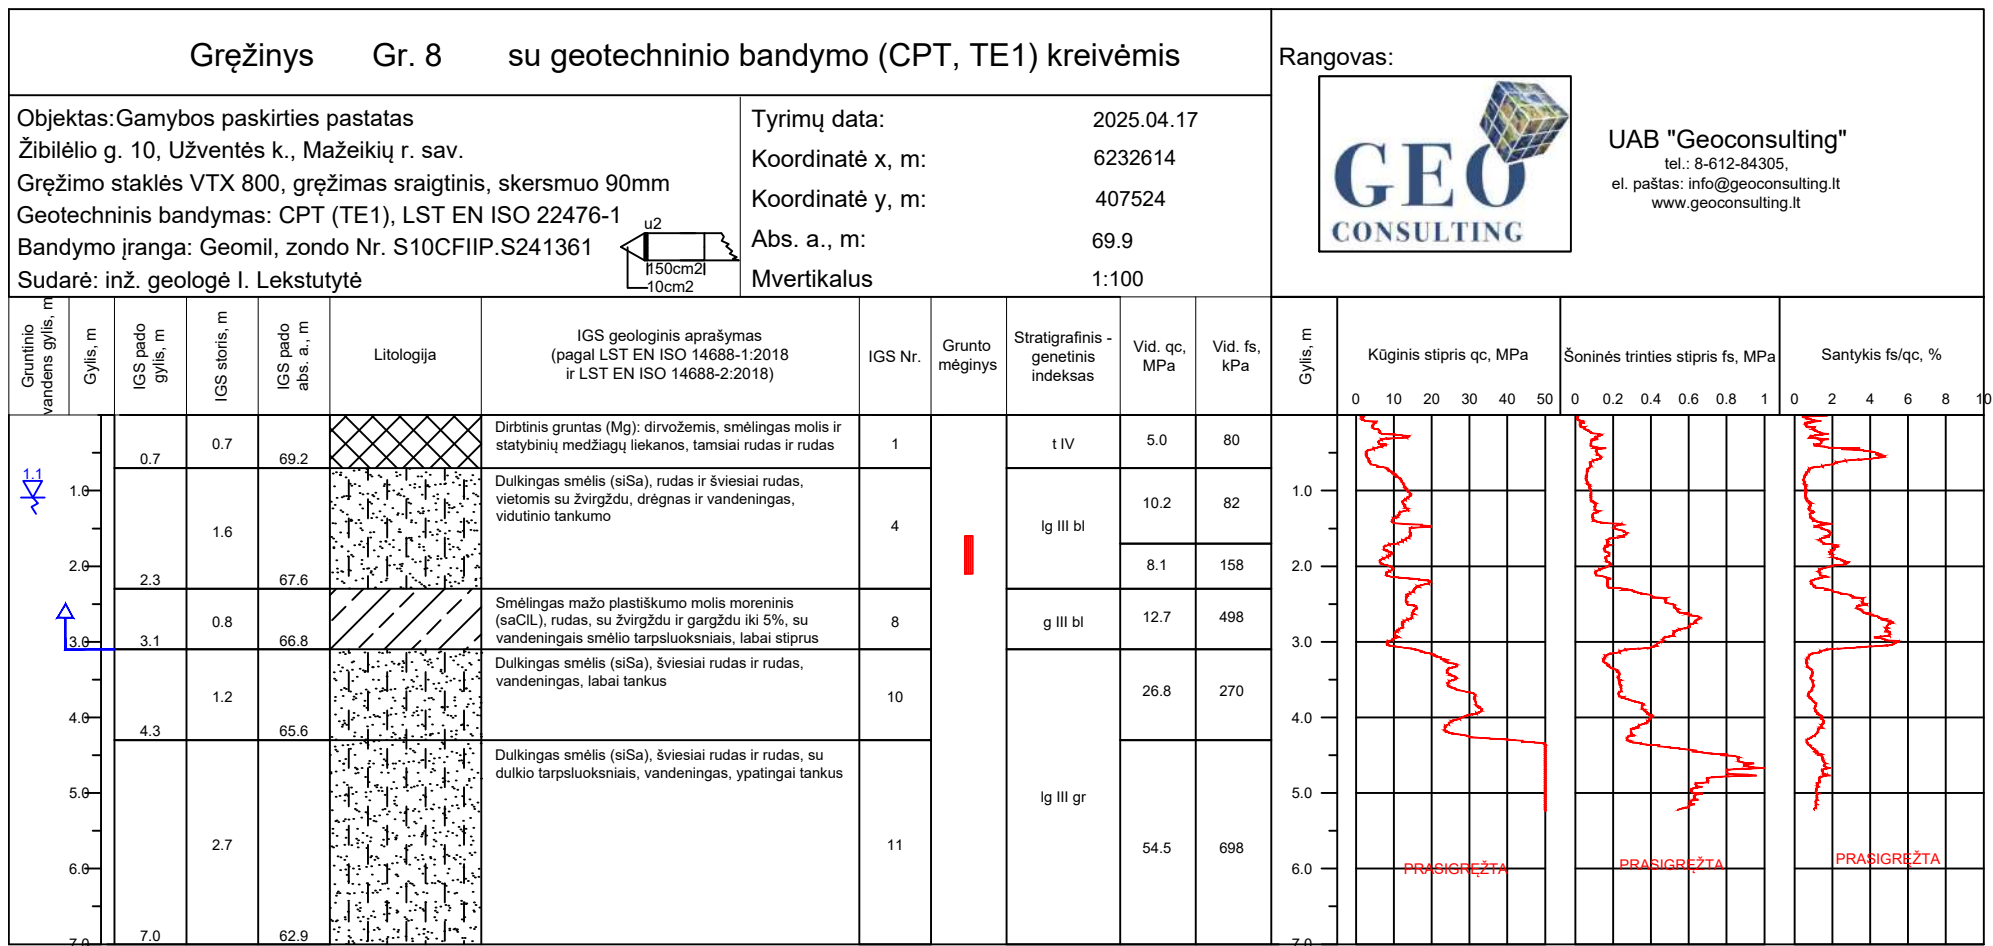 Gręžinys Gr. 8 su geotechninio bandymo (CPT, TE1) kreivėmis
Rangovas:
GEO
CONSULTING
UAB "Geoconsulting"
tel.: 8-612-84305,
el. paštas: info@geoconsulting.lt
www.geoconsulting.lt
Objektas:Gamybos paskirties pastatas
Žibilėlio g. 10, Užventės k., Mažeikių r. sav.
Gręžimo staklės VTX 800, gręžimas sraigtinis, skersmuo 90mm
Geotechninis bandymas: CPT (TE1), LST EN ISO 22476-1
Bandymo įranga: Geomil, zondo Nr. S10CFIIP.S241361
Sudarė: inž. geologė I. Lekstutytė
u2
150cm2
10cm2
Tyrimų data: 2025.04.17
Koordinatė x, m: 6232614
Koordinatė y, m: 407524
Abs. a., m: 69.9
Mvertikalus 1:100
Gruntinio vandens gylis, m
Gylis, m
IGS pado gylis, m
IGS storis, m
IGS pado abs. a., m
Litologija
IGS geologinis aprašymas
(pagal LST EN ISO 14688-1:2018
ir LST EN ISO 14688-2:2018)
IGS Nr.
Grunto mėginys
Stratigrafinis - genetinis indeksas
Vid. qc, MPa
Vid. fs, kPa
Gylis, m
Kūginis stipris qc, MPa
0 10 20 30 40 50
Šoninės trinties stipris fs, MPa
0 0.2 0.4 0.6 0.8 1
Santykis fs/qc, %
0 2 4 6 8 10
1.1
1.0
2.0
3.0
4.0
5.0
6.0
7.0
0.7 0.7 69.2
Dirbtinis gruntas (Mg): dirvožemis, smėlingas molis ir
statybinių medžiagų liekanos, tamsiai rudas ir rudas
1 t IV 5.0 80
2.3 1.6 67.6
Dulkingas smėlis (siSa), rudas ir šviesiai rudas,
vietomis su žvirgždu, drėgnas ir vandeningas,
vidutinio tankumo
4 lg III bl 10.2 82
8.1 158
3.1 0.8 66.8
Smėlingas mažo plastiškumo molis moreninis
(saClL), rudas, su žvirgždu ir gargždu iki 5%, su
vandeningais smėlio tarpsluoksniais, labai stiprus
8 g III bl 12.7 498
4.3 1.2 65.6
Dulkingas smėlis (siSa), šviesiai rudas ir rudas,
vandeningas, labai tankus
10 26.8 270
7.0 2.7 62.9
Dulkingas smėlis (siSa), šviesiai rudas ir rudas, su
dulkio tarpsluoksniais, vandeningas, ypatingai tankus
11 lg III gr 54.5 698
1.0
2.0
3.0
4.0
5.0
6.0
7.0
PRASIGRĘŽTA
PRASIGRĘŽTA
PRASIGRĘŽTA